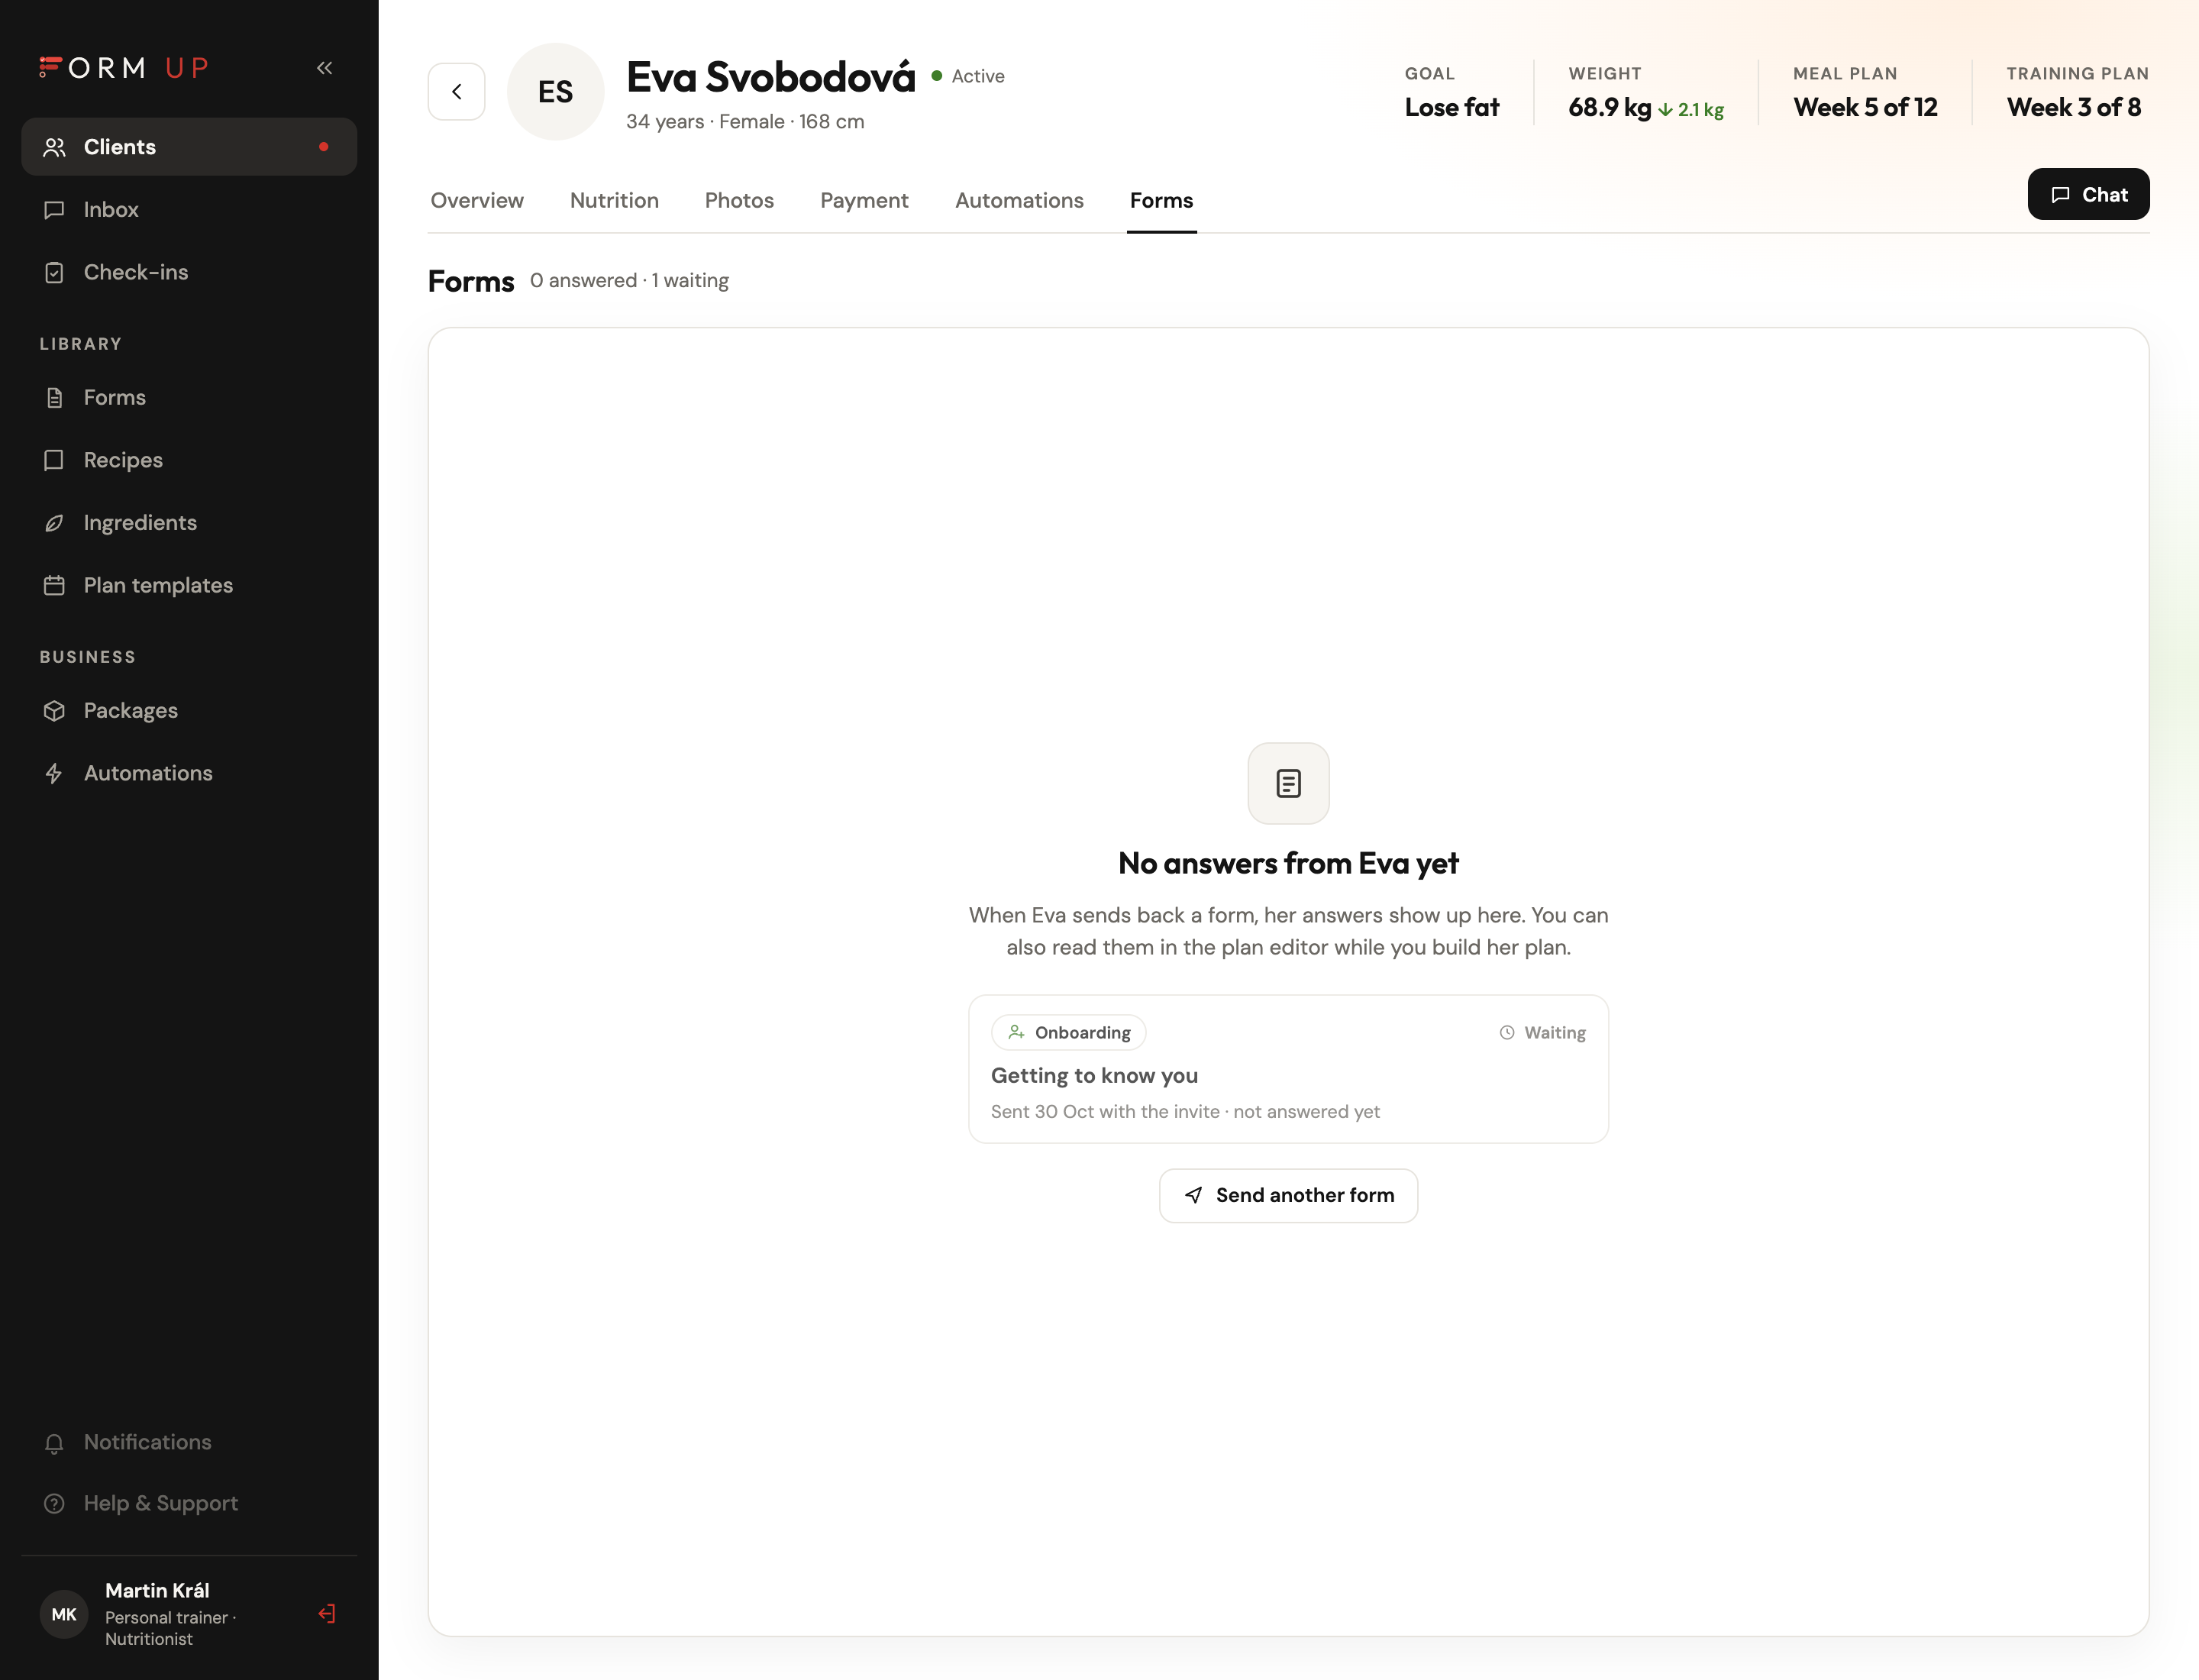 FORM UP
Clients
Inbox
Check-ins
LIBRARY
Forms
Recipes
Ingredients
Plan templates
BUSINESS
Packages
Automations
Notifications
Help & Support
MK
Martin Král
Personal trainer ·
Nutritionist
ES
Eva Svobodová
Active
34 years · Female · 168 cm
GOAL
Lose fat
WEIGHT
68.9 kg ↓ 2.1 kg
MEAL PLAN
Week 5 of 12
TRAINING PLAN
Week 3 of 8
Overview
Nutrition
Photos
Payment
Automations
Forms
Chat
Forms
0 answered · 1 waiting
No answers from Eva yet
When Eva sends back a form, her answers show up here. You can
also read them in the plan editor while you build her plan.
Onboarding
Waiting
Getting to know you
Sent 30 Oct with the invite · not answered yet
Send another form